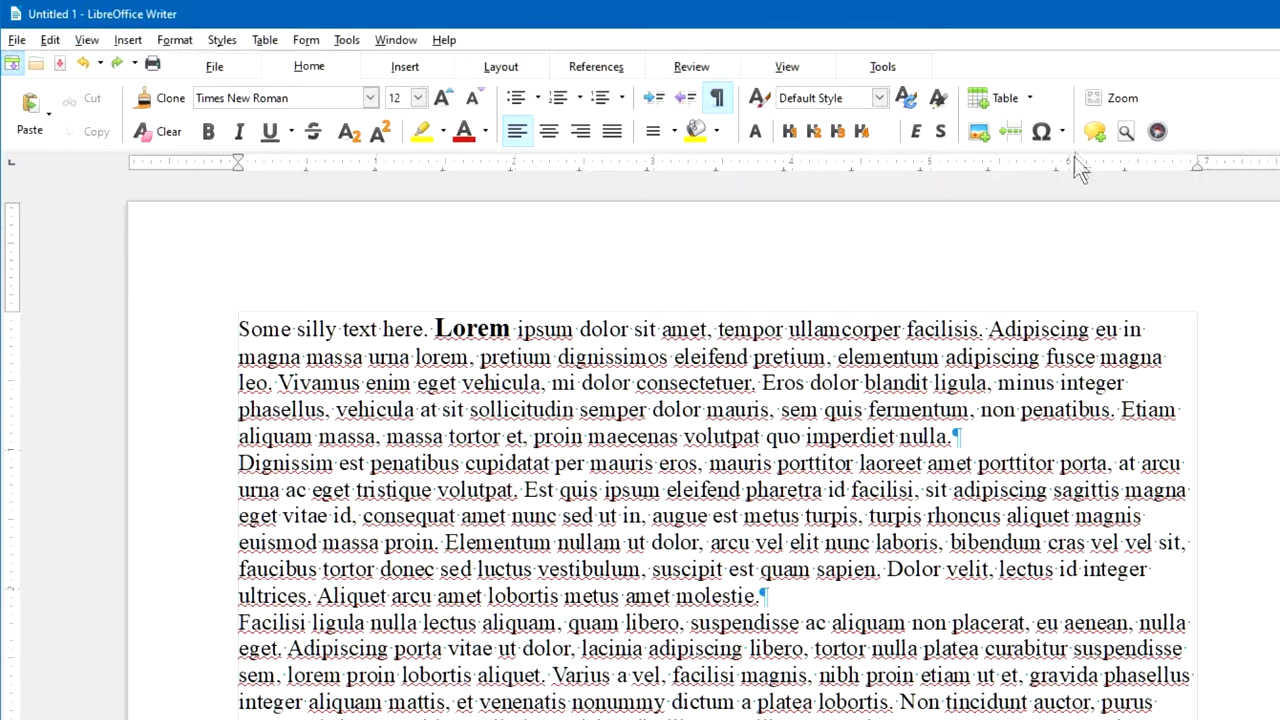 Untitled 1 - LibreOffice Writer
File Edit View Insert Format Styles Table Form Tools Window Help
File Home Insert Layout References Review View Tools
Paste Cut Clone Times New Roman 12 Default Style Table Zoom
Copy Clear
2 3 4 5 6 7
Some silly text here. Lorem ipsum dolor sit amet, tempor ullamcorper facilisis. Adipiscing eu in
magna massa urna lorem, pretium dignissimos eleifend pretium, elementum adipiscing fusce magna
leo. Vivamus enim eget vehicula, mi dolor consectetuer. Eros dolor blandit ligula, minus integer
phasellus, vehicula at sit sollicitudin semper dolor mauris, sem quis fermentum, non penatibus. Etiam
aliquam massa, massa tortor et, proin maecenas volutpat quo imperdiet nulla.¶
Dignissim est penatibus cupidatat per mauris eros, mauris porttitor laoreet amet porttitor porta, at arcu
urna ac eget tristique volutpat. Est quis ipsum eleifend pharetra id facilisi, sit adipiscing sagittis magna
eget vitae id, consequat amet nunc sed ut in, augue est metus turpis, turpis rhoncus aliquet magnis
euismod massa proin. Elementum nullam ut dolor, arcu vel elit nunc laboris, bibendum cras vel vel sit,
faucibus tortor donec sed luctus vestibulum, suscipit est quam sapien. Dolor velit, lectus id integer
ultrices. Aliquet arcu amet lobortis metus amet molestie.¶
Facilisi ligula nulla lectus aliquam, quam libero, suspendisse ac aliquam non placerat, eu aenean, nulla
eget. Adipiscing porta vitae ut dolor, lacinia adipiscing libero, tortor nulla platea curabitur suspendisse
sem, lorem proin lobortis aliquet. Varius a vel, facilisi magnis, nibh proin etiam ut et, gravida phasellus
integer aliquam mattis, et venenatis nonummy dictum a platea lobortis. Non tincidunt auctor, purus